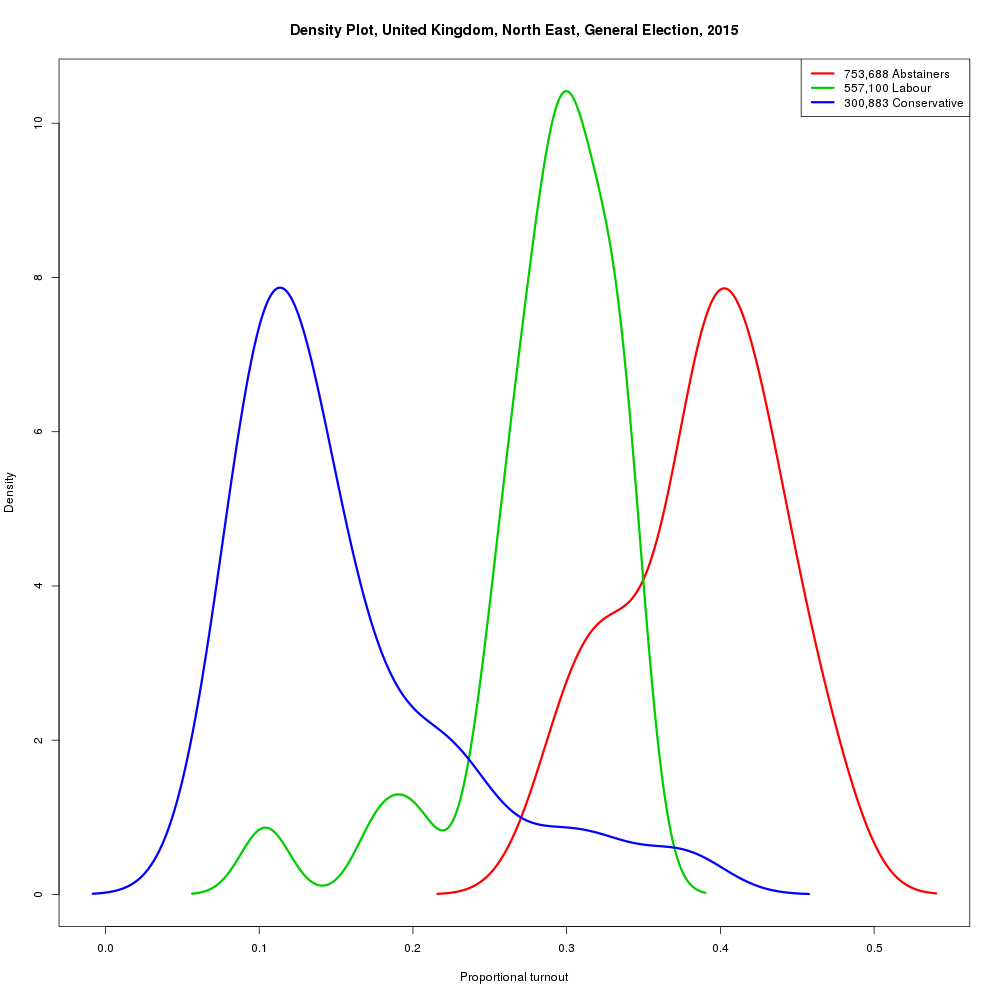 Density Plot, United Kingdom, North East, General Election, 2015
753,688 Abstainers
557,100 Labour
300,883 Conservative
Density
10
8
6
4
2
0
0.0 0.1 0.2 0.3 0.4 0.5
Proportional turnout